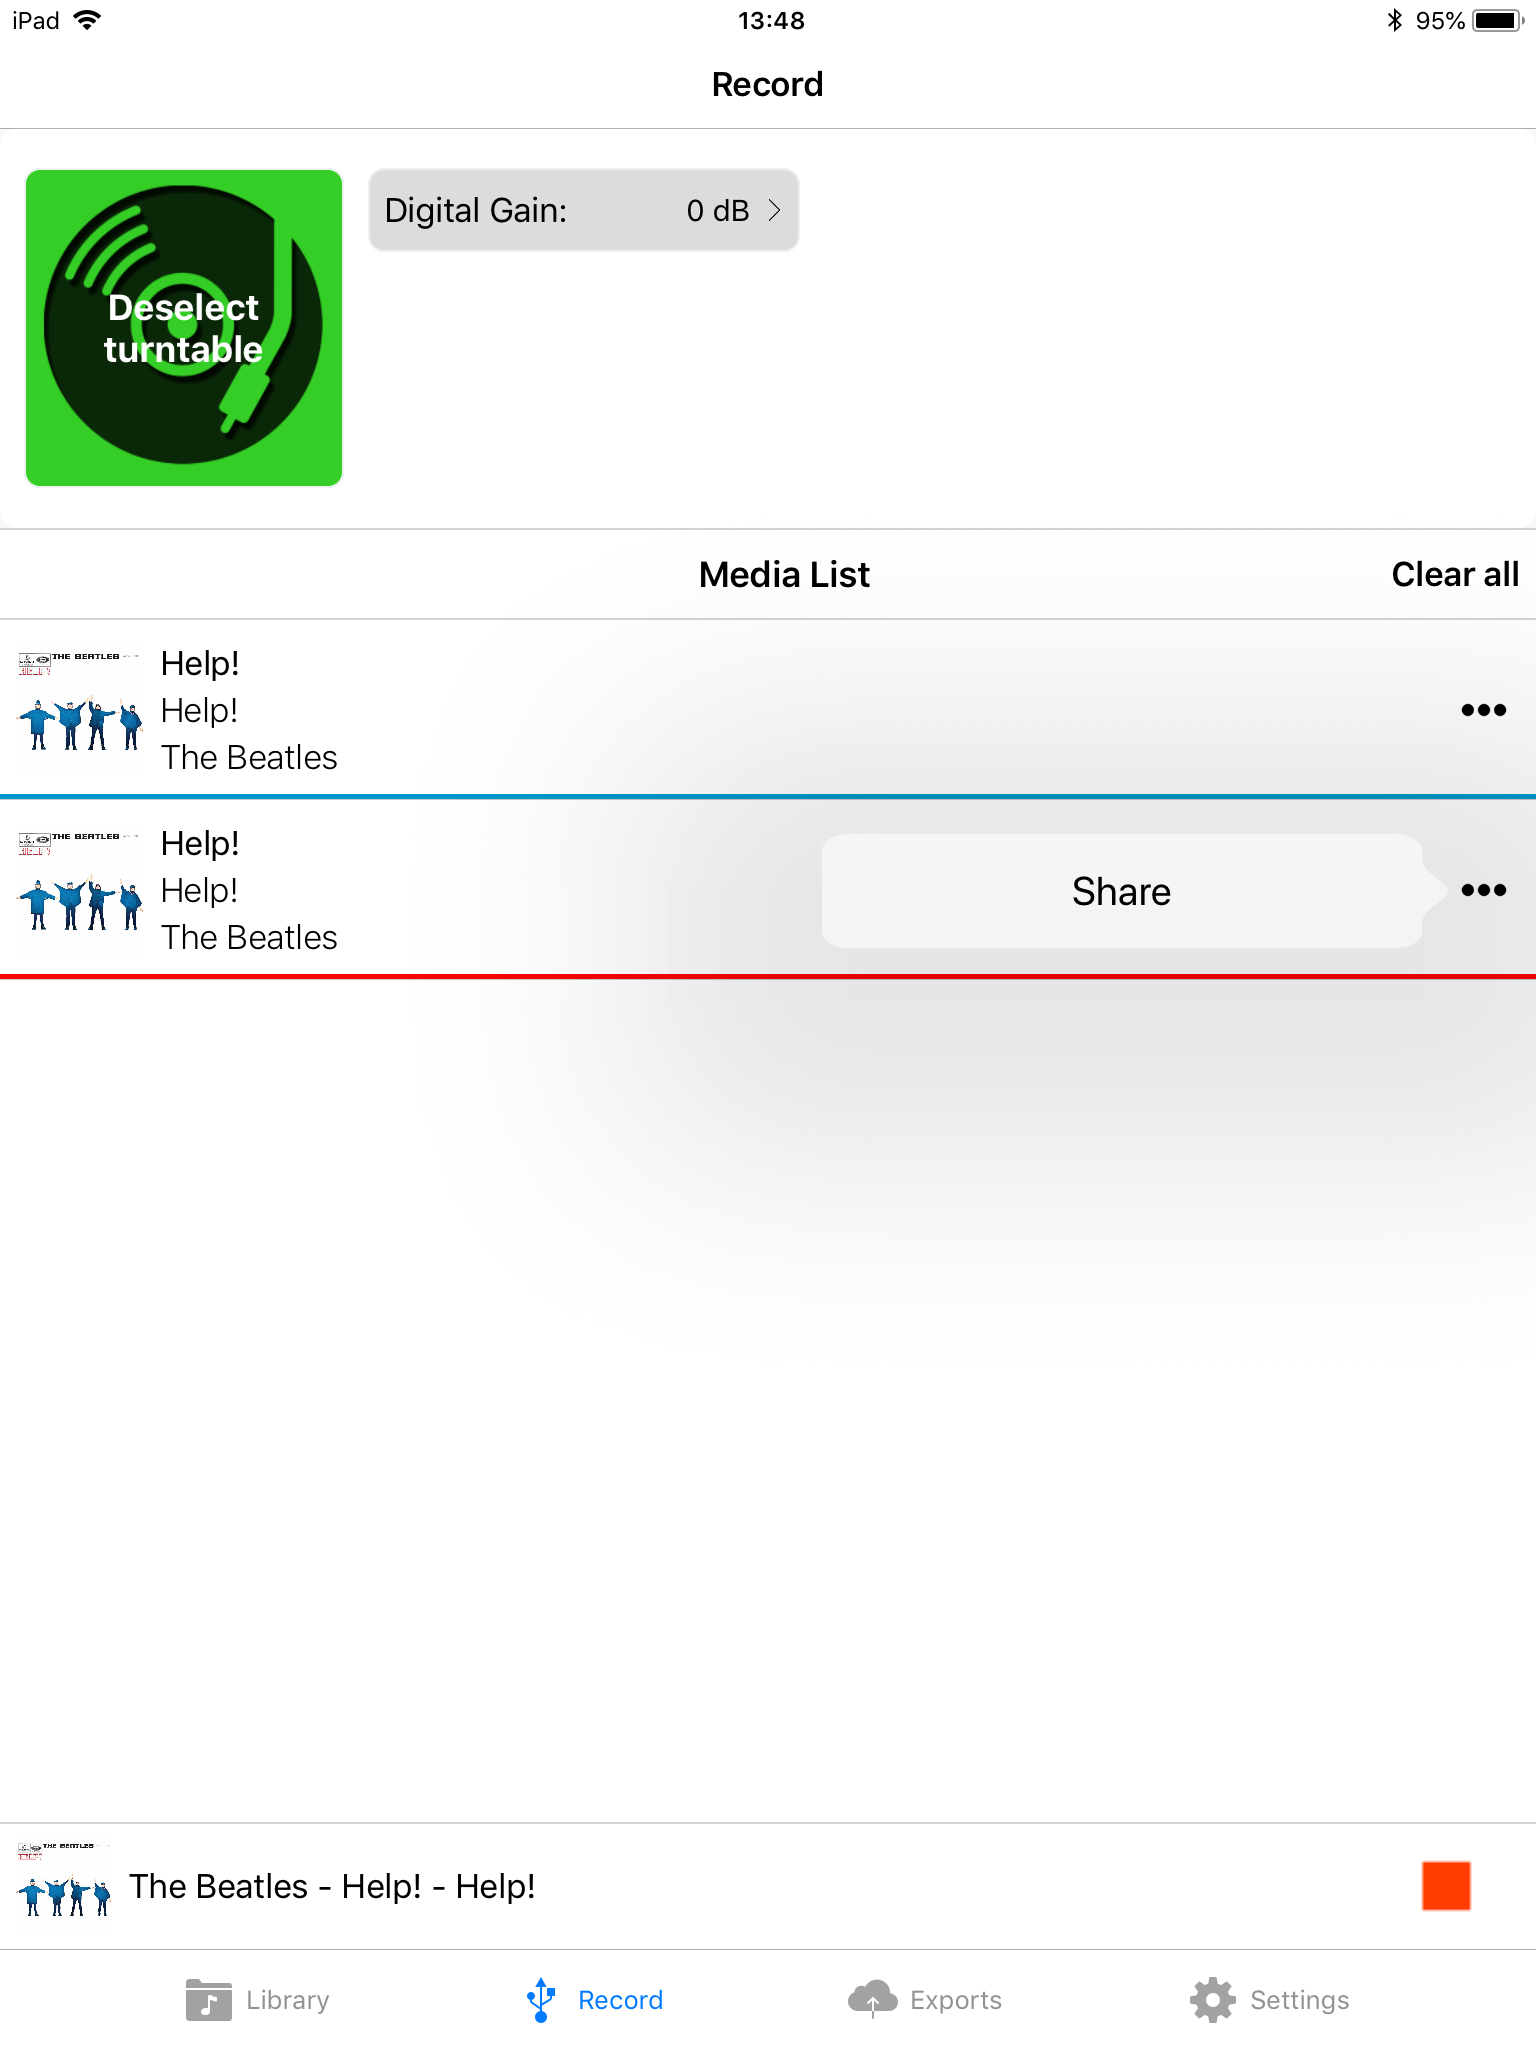 iPad 13:48 95%
Record
Deselect
turntable
Digital Gain: 0 dB
Media List Clear all
THE BEATLES
Help!
Help!
The Beatles
THE BEATLES
Help!
Help!
The Beatles
Share
THE BEATLES
The Beatles - Help! - Help!
Library Record Exports Settings